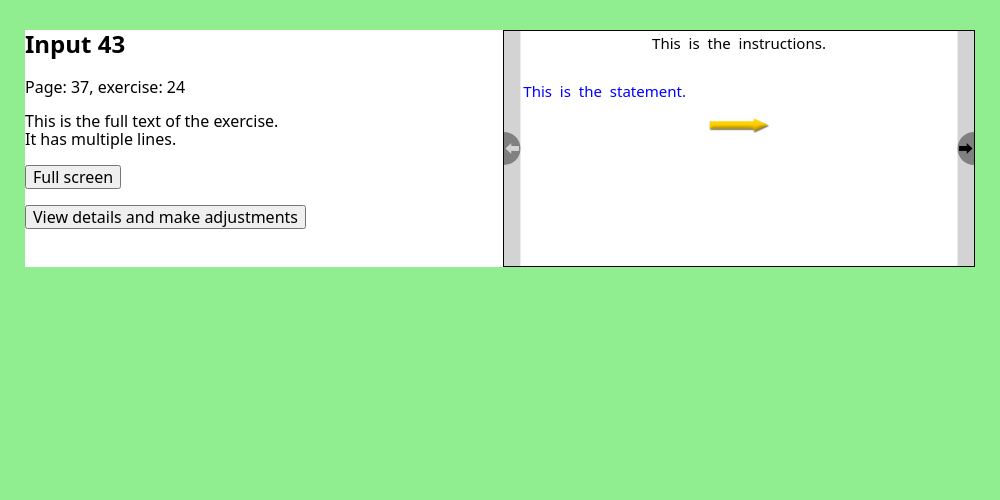 Input 43
Page: 37, exercise: 24
This is the full text of the exercise.
It has multiple lines.
Full screen
View details and make adjustments
This is the instructions.
This is the statement.